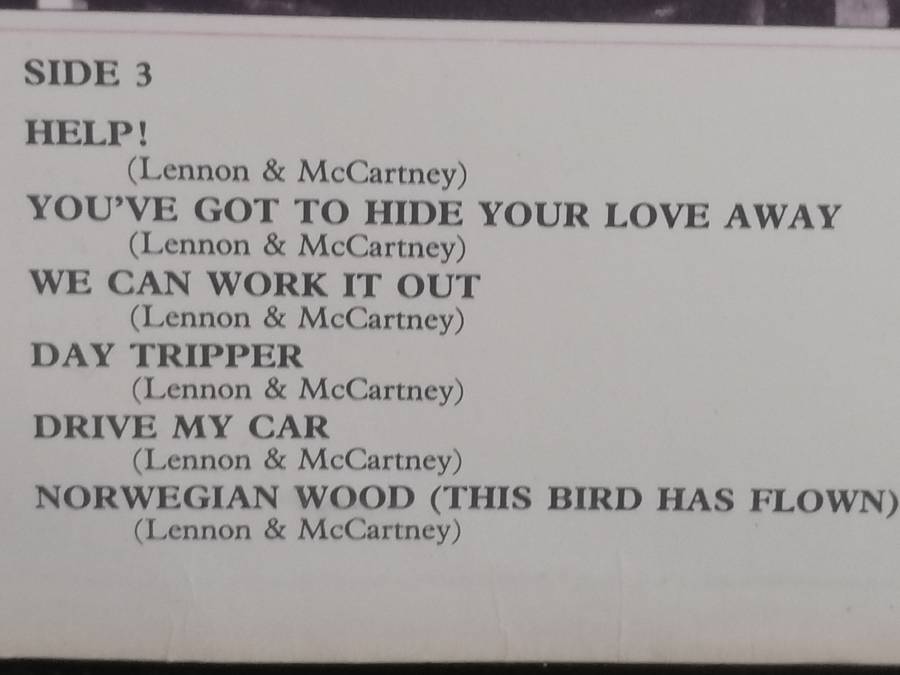 SIDE 3
HELP!
(Lennon & McCartney)
YOU'VE GOT TO HIDE YOUR LOVE AWAY
(Lennon & McCartney)
WE CAN WORK IT OUT
(Lennon & McCartney)
DAY TRIPPER
(Lennon & McCartney)
DRIVE MY CAR
(Lennon & McCartney)
NORWEGIAN WOOD (THIS BIRD HAS FLOWN)
(Lennon & McCartney)